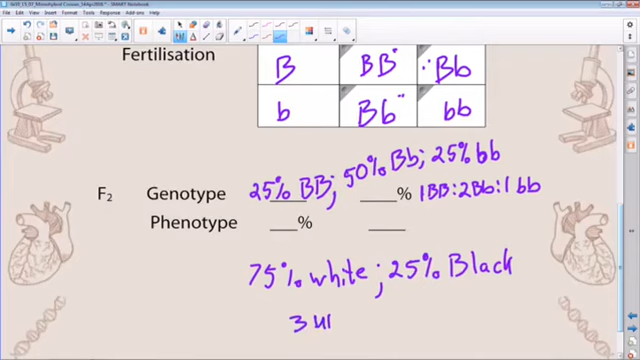 File Edit View Insert Format Tools Add-ons Help Response
Fertilisation
B BB Bb
b Bb bb
25% BB; 50% Bb; 25% bb
F2 Genotype ____ ____% 1BB:2Bb:1bb
Phenotype ___% ____
75% white; 25% Black
3